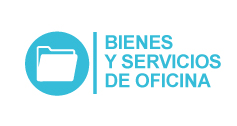 BIENES
Y SERVICIOS
DE OFICINA